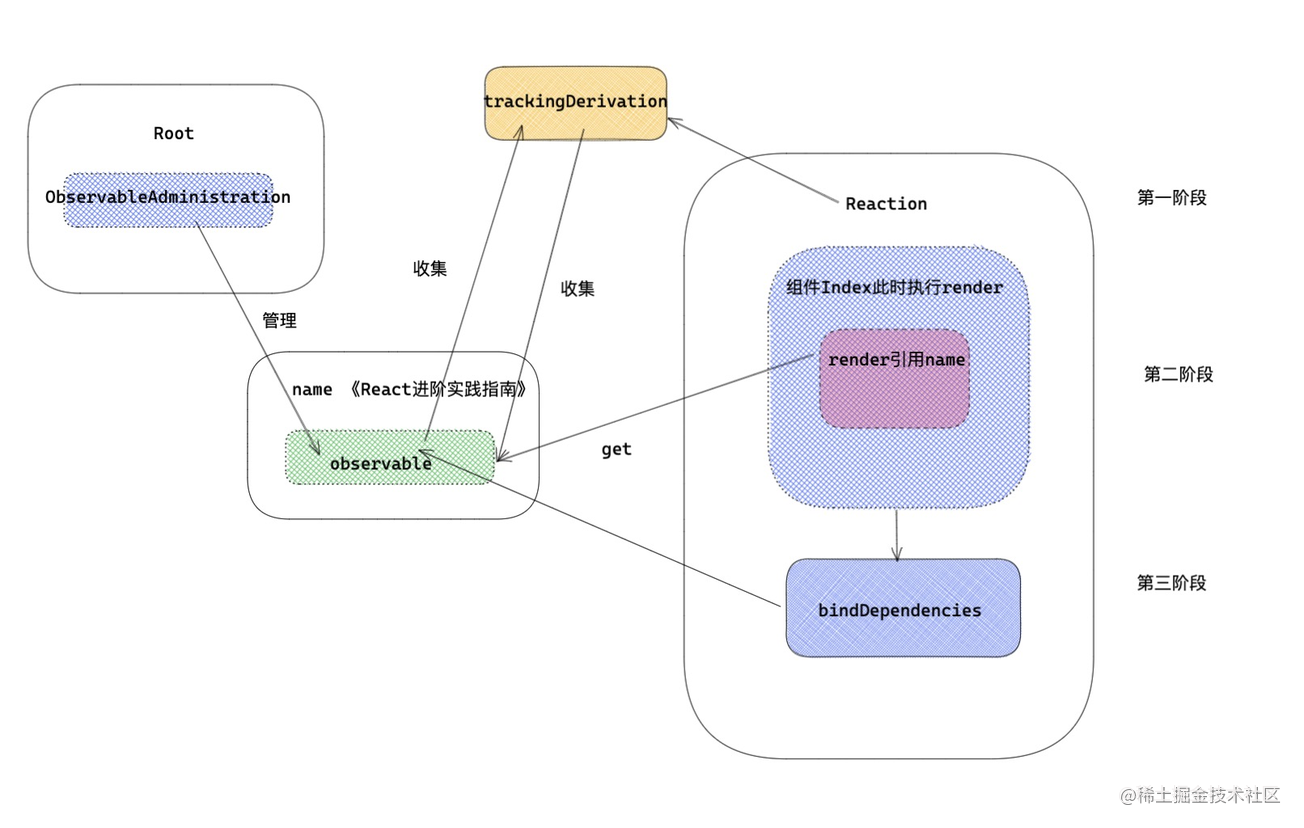 trackingDerivation
Root
ObservableAdministration
Reaction
第一阶段
收集
收集
组件Index此时执行render
管理
render引用name
第二阶段
name 《React进阶实践指南》
get
observable
第三阶段
bindDependencies
@稀土掘金技术社区